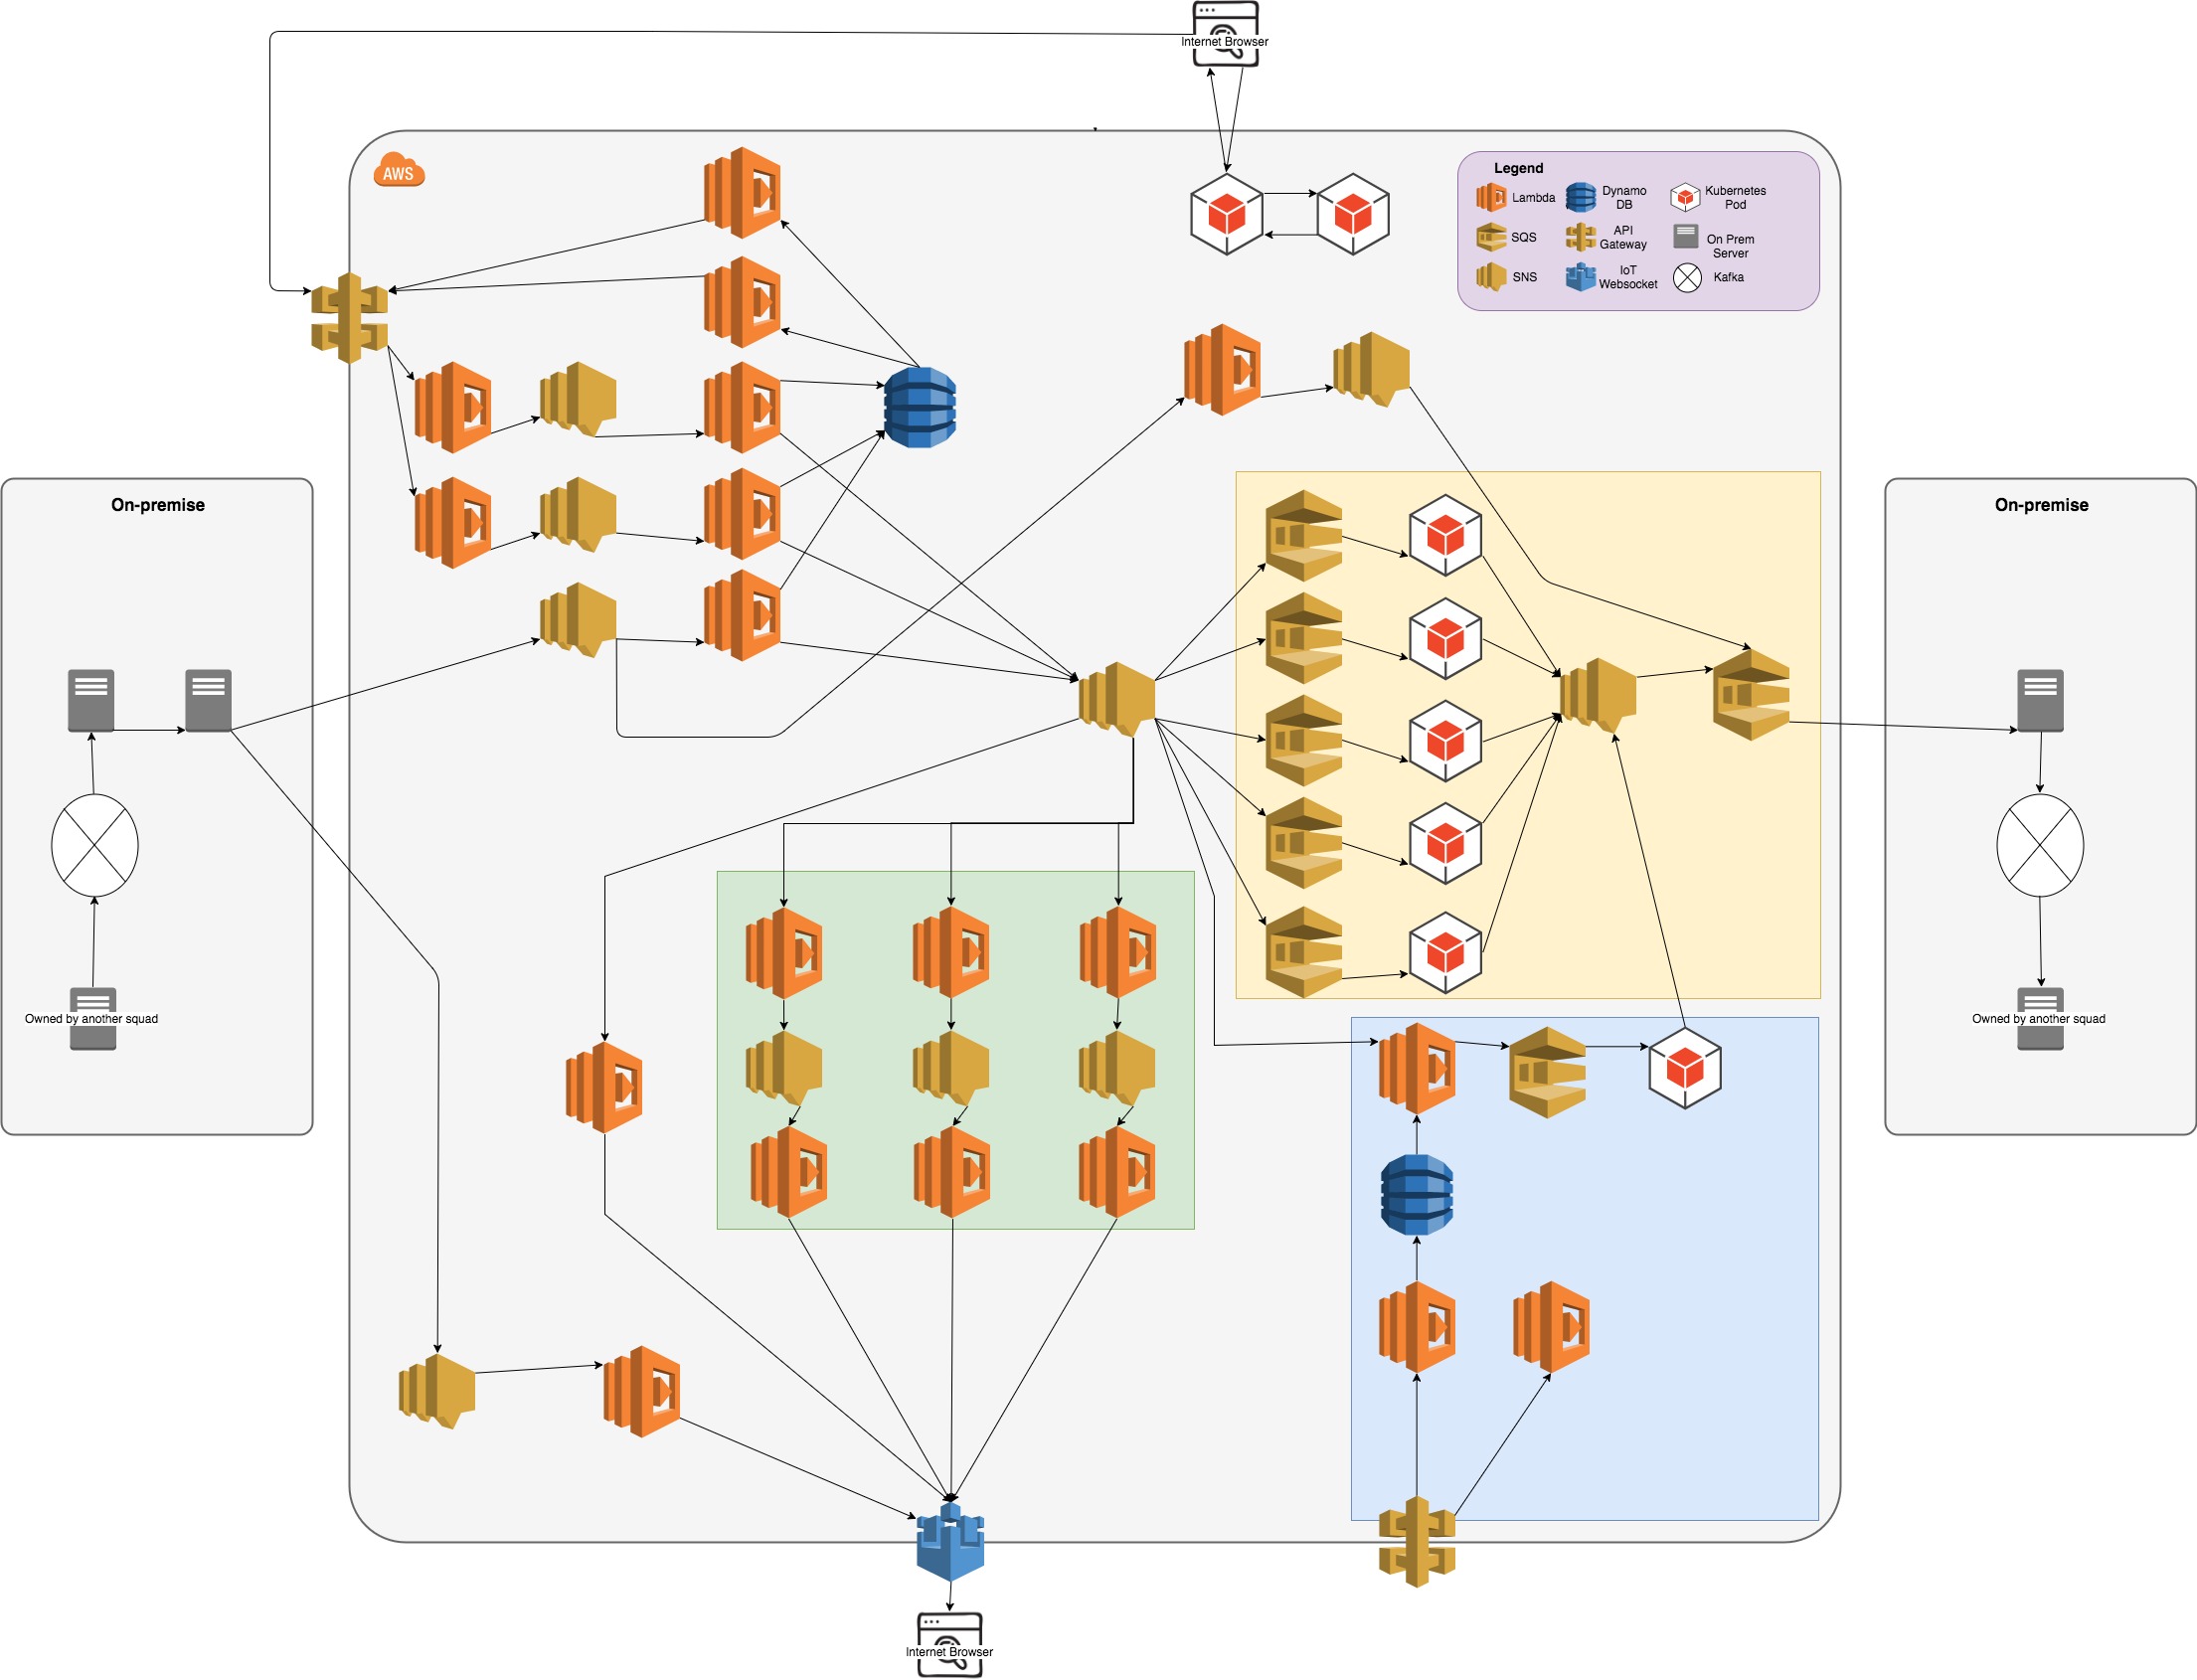 Internet Browser
AWS
Legend
Lambda
Dynamo
DB
Kubernetes
Pod
SQS
API
Gateway
On Prem
Server
SNS
IoT
Websocket
Kafka
On-premise
On-premise
Owned by another squad
Owned by another squad
Internet Browser